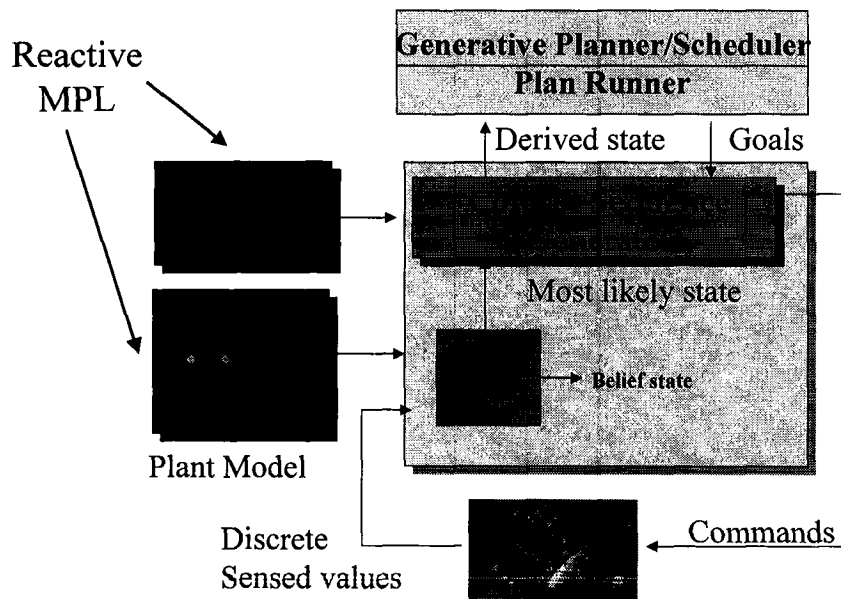 Generative Planner/Scheduler
Plan Runner
Reactive
MPL
Derived state
Goals
Most likely state
Belief state
Plant Model
Discrete
Sensed values
Commands